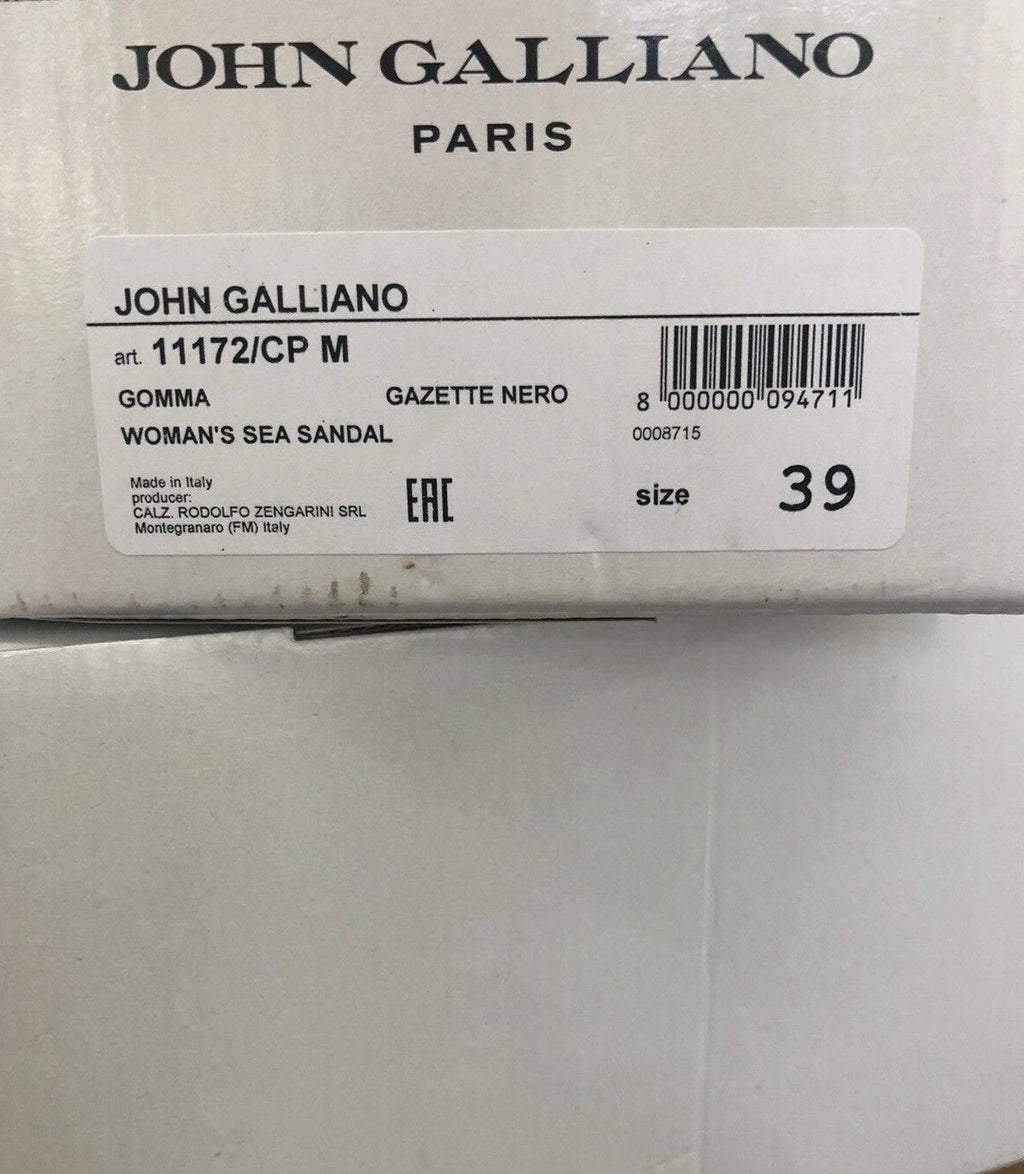 JOHN GALLIANO
PARIS
JOHN GALLIANO
art. 11172/CP M
GOMMA GAZETTE NERO
WOMAN'S SEA SANDAL
8 000000 094711
0008715
Made in Italy
producer:
CALZ. RODOLFO ZENGARINI SRL
Montegranaro (FM) Italy
EAC
size 39